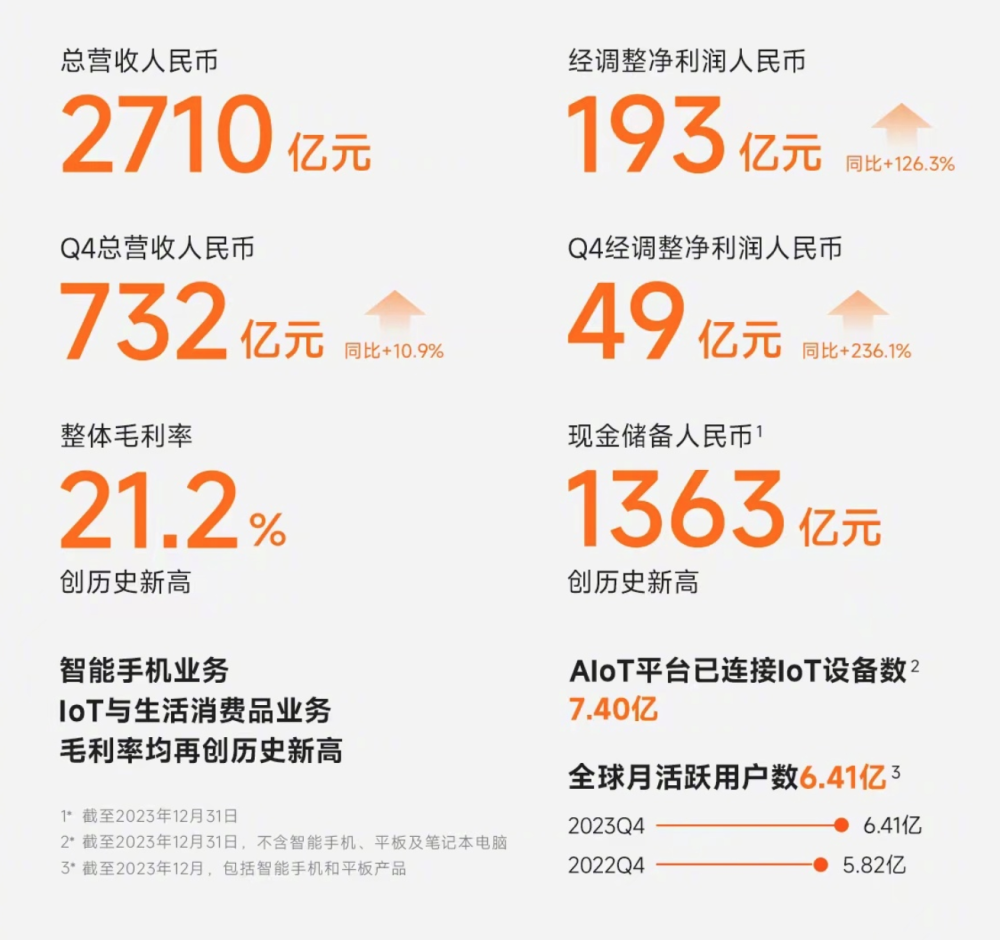 总营收人民币
2710 亿元
经调整净利润人民币
193 亿元
同比+126.3%
Q4总营收人民币
732 亿元
同比+10.9%
Q4经调整净利润人民币
49 亿元
同比+236.1%
整体毛利率
21.2 %
创历史新高
现金储备人民币1
1363 亿元
创历史新高
智能手机业务
IoT与生活消费品业务
毛利率均再创历史新高
1* 截至2023年12月31日
2* 截至2023年12月31日，不含智能手机、平板及笔记本电脑
3* 截至2023年12月，包括智能手机和平板产品
AIoT平台已连接IoT设备数2
7.40亿
全球月活跃用户数6.41亿3
2023Q4 6.41亿
2022Q4 5.82亿